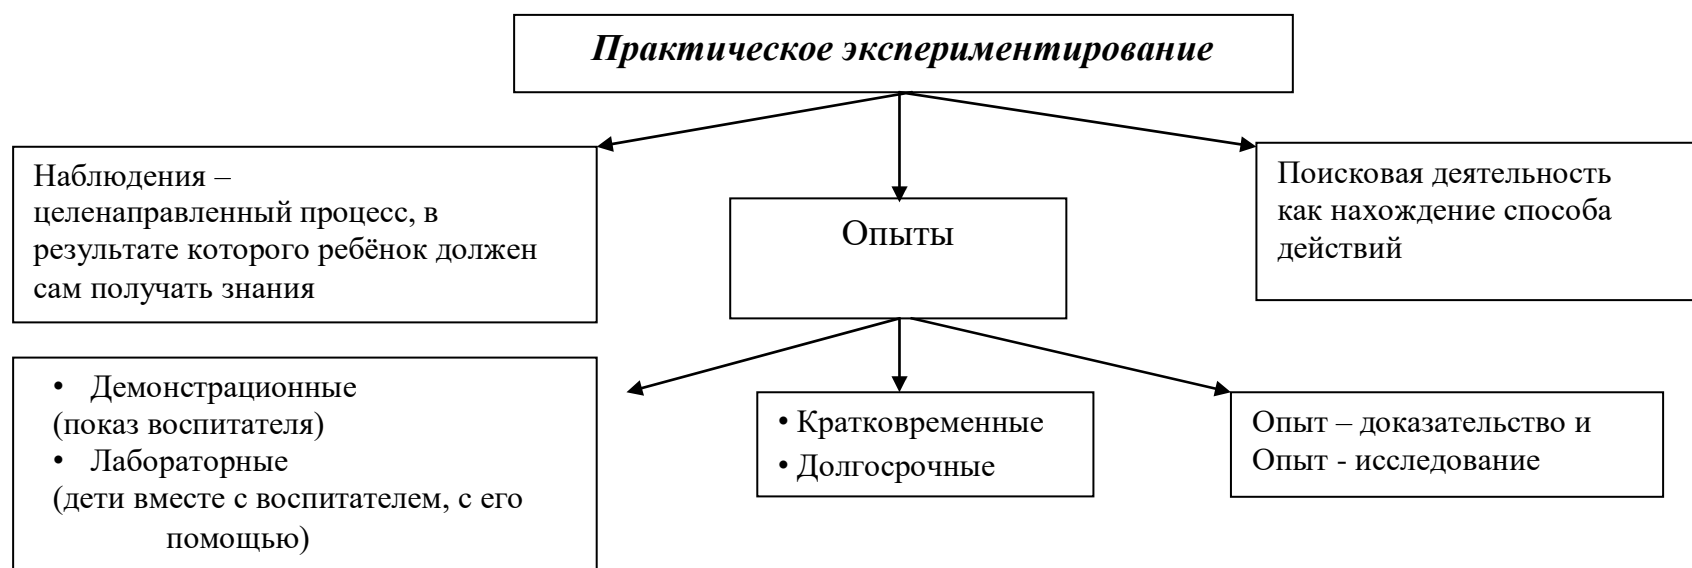 Практическое экспериментирование
Наблюдения –
целенаправленный процесс, в
результате которого ребёнок должен
сам получать знания
Опыты
Поисковая деятельность
как нахождение способа
действий
• Демонстрационные
(показ воспитателя)
• Лабораторные
(дети вместе с воспитателем, с его
помощью)
• Кратковременные
• Долгосрочные
Опыт – доказательство и
Опыт - исследование